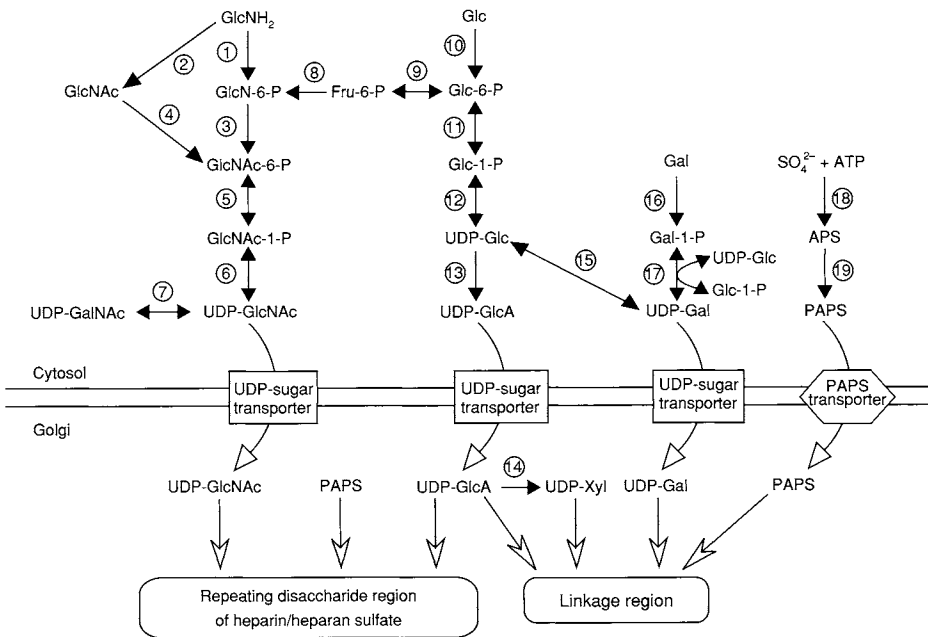 GlcNH₂
Glc
① ②
⑩
GlcNAc
GlcN-6-P
⑧
Fru-6-P
⑨
Glc-6-P
④ ③
⑪
GlcNAc-6-P
Glc-1-P
Gal
SO₄²⁻ + ATP
⑤
⑫
⑯
⑱
GlcNAc-1-P
UDP-Glc
Gal-1-P
APS
⑥
⑬
⑮
⑰
UDP-Glc
Glc-1-P
⑲
UDP-GalNAc
⑦
UDP-GlcNAc
UDP-GlcA
UDP-Gal
PAPS
Cytosol
UDP-sugar
transporter
UDP-sugar
transporter
UDP-sugar
transporter
PAPS
transporter
Golgi
UDP-GlcNAc
PAPS
UDP-GlcA
⑭
UDP-Xyl
UDP-Gal
PAPS
Repeating disaccharide region
of heparin/heparan sulfate
Linkage region